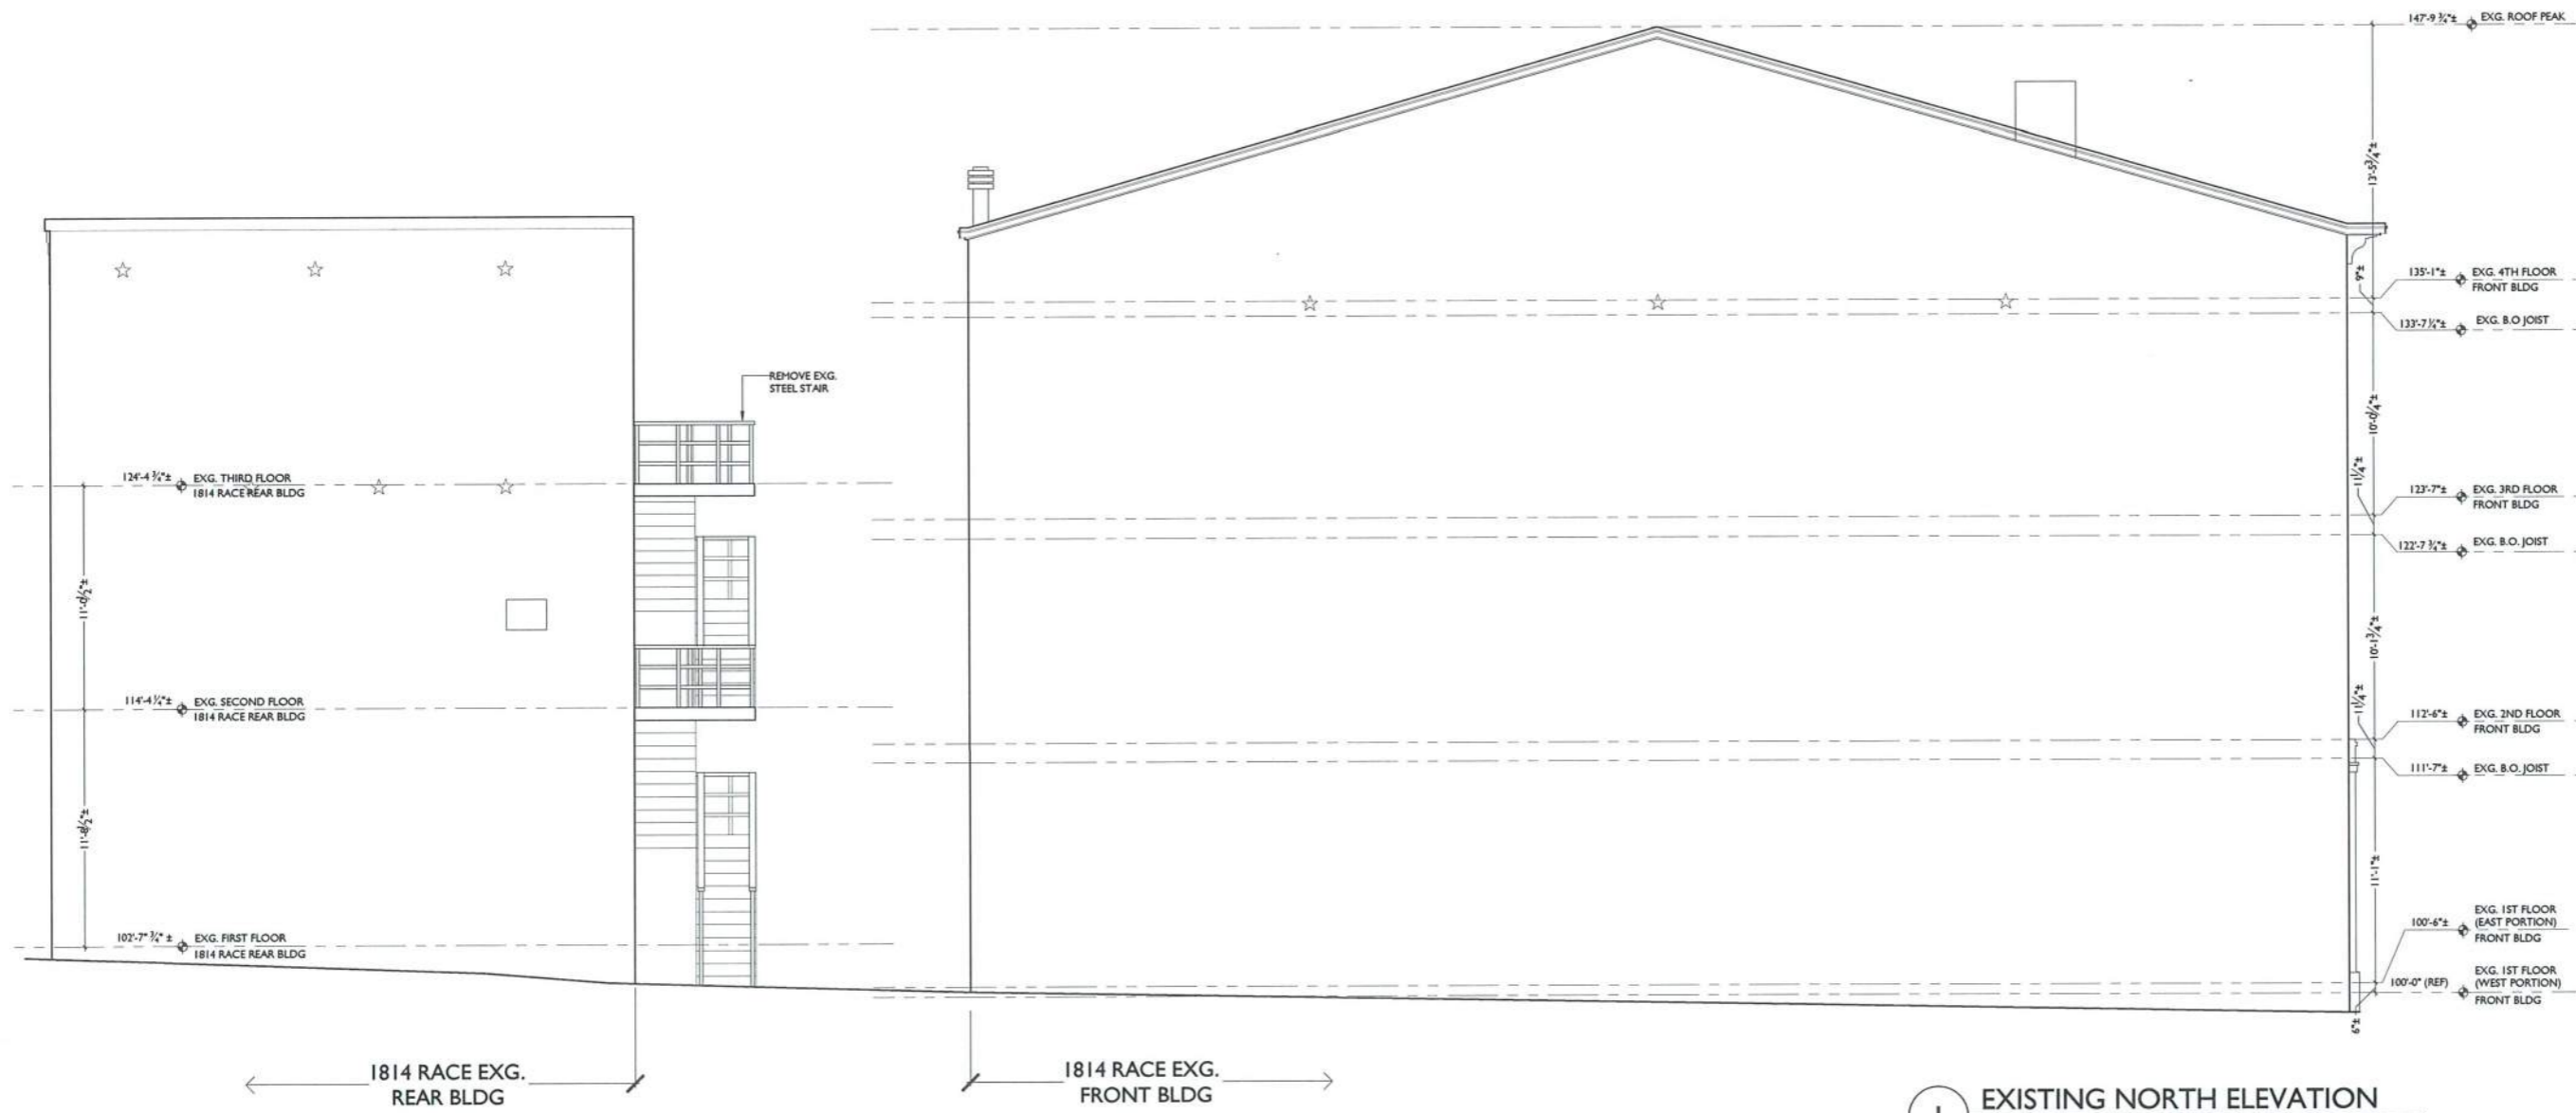 147'-9 3/4"± EXG. ROOF PEAK
13'-5 3/4"±
135'-1"± EXG. 4TH FLOOR
FRONT BLDG
9"±
133'-7 1/4"± EXG. B.O JOIST
REMOVE EXG.
STEEL STAIR
10'-0 1/4"±
124'-4 3/4"± EXG. THIRD FLOOR
1814 RACE REAR BLDG
11 1/4"±
123'-7"± EXG. 3RD FLOOR
FRONT BLDG
122'-7 3/4"± EXG. B.O. JOIST
11'-0 1/2"±
10'-1 3/4"±
114'-4 1/4"± EXG. SECOND FLOOR
1814 RACE REAR BLDG
11 1/4"±
112'-6"± EXG. 2ND FLOOR
FRONT BLDG
111'-7"± EXG. B.O. JOIST
11'-8 1/2"±
11'-1"±
102'-7" 3/4" ± EXG. FIRST FLOOR
1814 RACE REAR BLDG
100'-6"± EXG. 1ST FLOOR
(EAST PORTION)
FRONT BLDG
100'-0" (REF) EXG. 1ST FLOOR
(WEST PORTION)
FRONT BLDG
6"±
1814 RACE EXG.
REAR BLDG
1814 RACE EXG.
FRONT BLDG
1 EXISTING NORTH ELEVATION